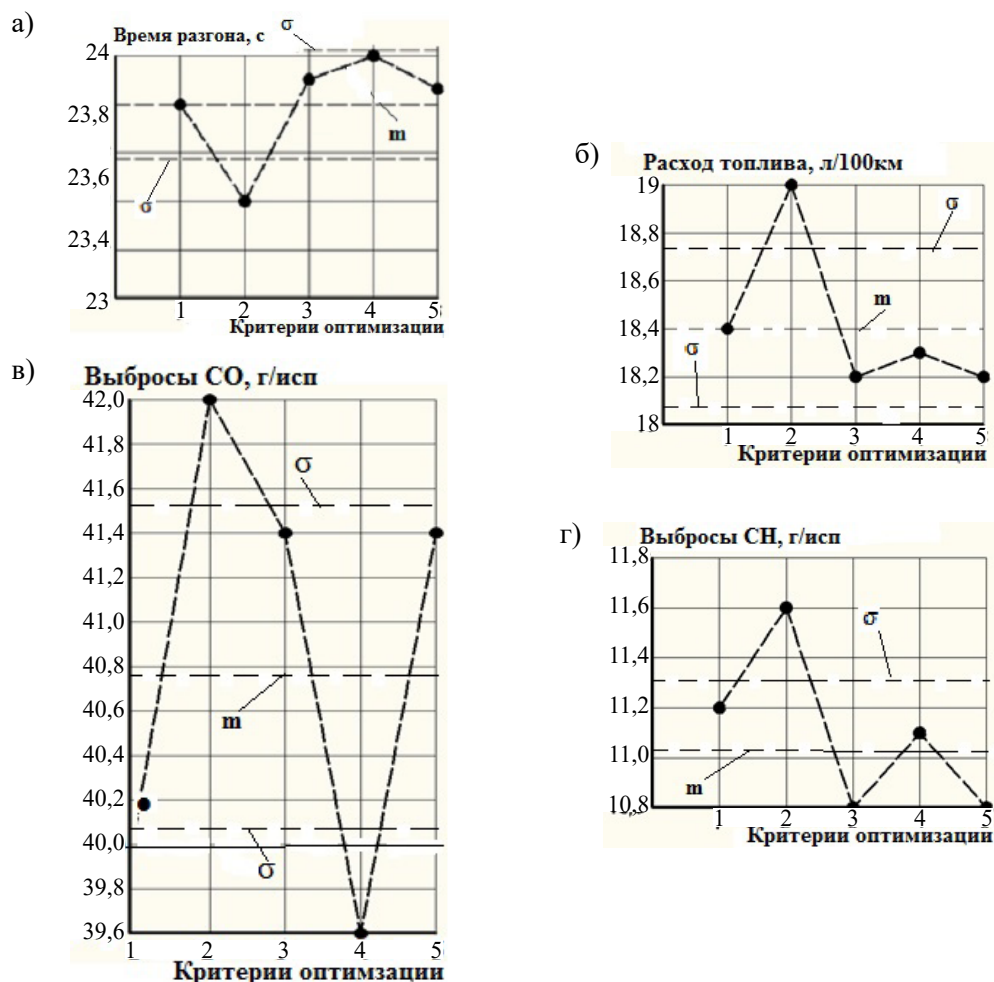 а)
Время разгона, с
σ
24
23,8
m
23,6
σ
23,4
23
1 2 3 4 5
Критерии оптимизации
б)
Расход топлива, л/100км
19
σ
18,8
m
18,4
σ
18,2
18
1 2 3 4 5
Критерии оптимизации
в)
Выбросы СО, г/исп
42,0
41,8
σ
41,6
41,4
41,2
41,0
40,8
m
40,6
40,4
40,2
40,0
σ
39,8
39,6
1 2 3 4 5
Критерии оптимзации
г)
Выбросы СН, г/исп
11,8
11,6
σ
11,4
11,2
11,0
m
10,8
1 2 3 4 5
Критерии оптимизации